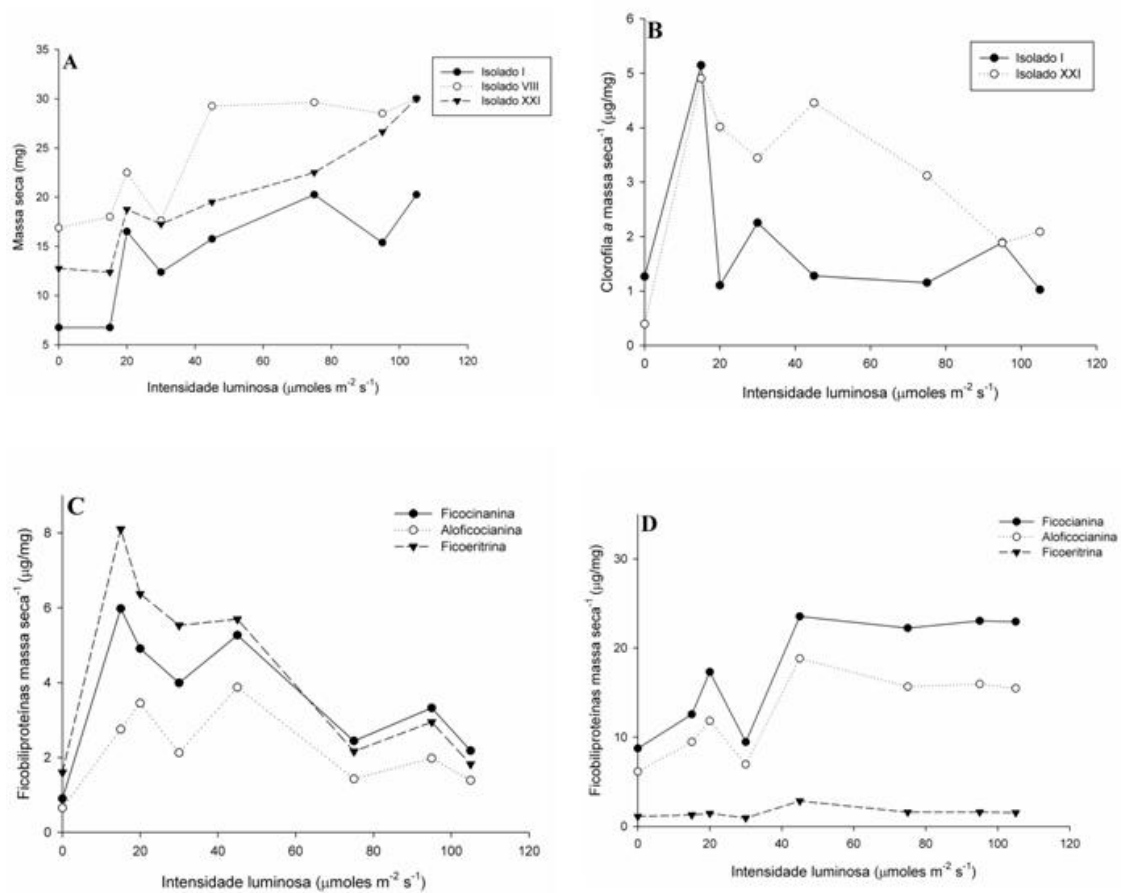 A
Isolado I
Isolado VIII
Isolado XXI
Massa seca (mg)
35
30
25
20
15
10
5
0 20 40 60 80 100 120
Intensidade luminosa (μmoles m⁻² s⁻¹)
B
Isolado I
Isolado XXI
Clorofila a massa seca⁻¹ (μg/mg)
6
5
4
3
2
1
0
0 20 40 60 80 100 120
Intensidade luminosa (μmoles m⁻² s⁻¹)
C
Ficocinanina
Aloficocianina
Ficoeritrina
Ficobiliproteínas massa seca⁻¹ (μg/mg)
8
6
4
2
0
0 20 40 60 80 100 120
Intensidade luminosa (μmoles m⁻² s⁻¹)
D
Ficocianina
Aloficocianina
Ficoeritrina
Ficobiliproteínas massa seca⁻¹ (μg/mg)
30
20
10
0
0 20 40 60 80 100 120
Intensidade luminosa (μmoles m⁻² s⁻¹)